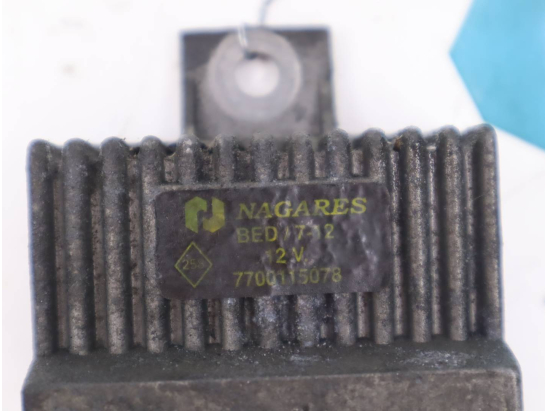 NAGARES
BED / 7-12
12 V
7700115078